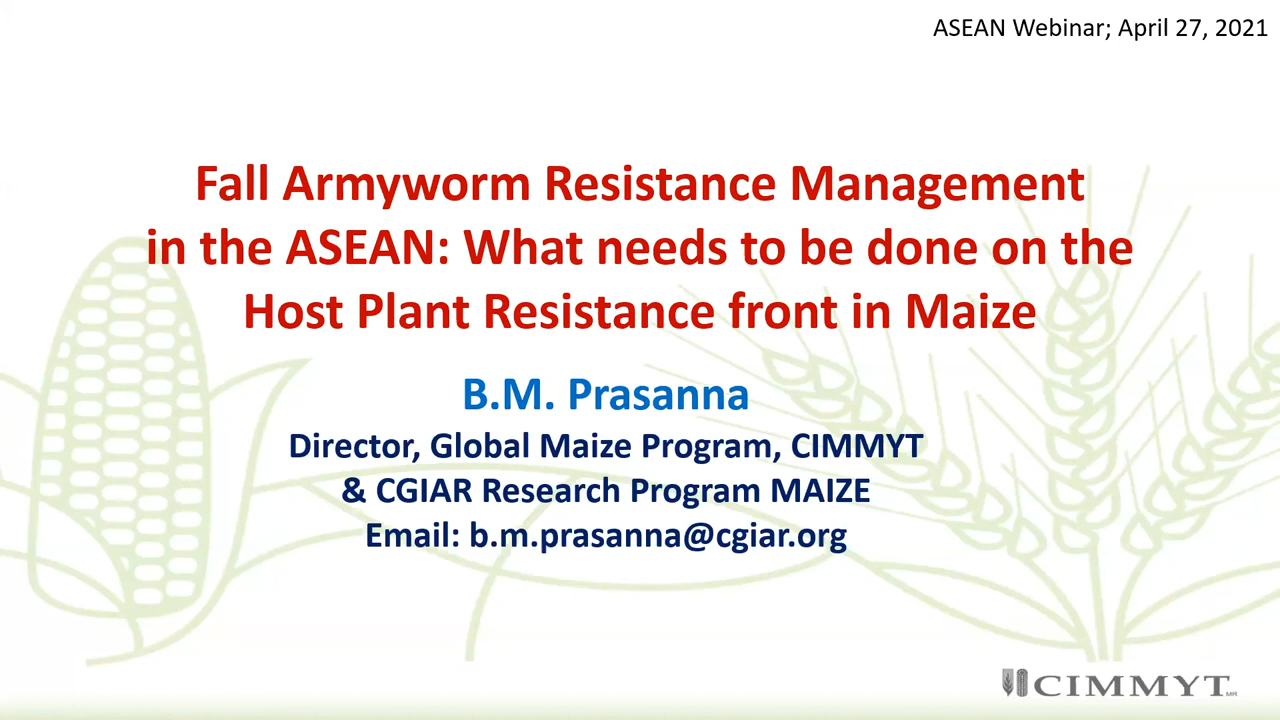 ASEAN Webinar; April 27, 2021
Fall Armyworm Resistance Management
in the ASEAN: What needs to be done on the
Host Plant Resistance front in Maize
B.M. Prasanna
Director, Global Maize Program, CIMMYT
& CGIAR Research Program MAIZE
Email: b.m.prasanna@cgiar.org
CIMMYT MR